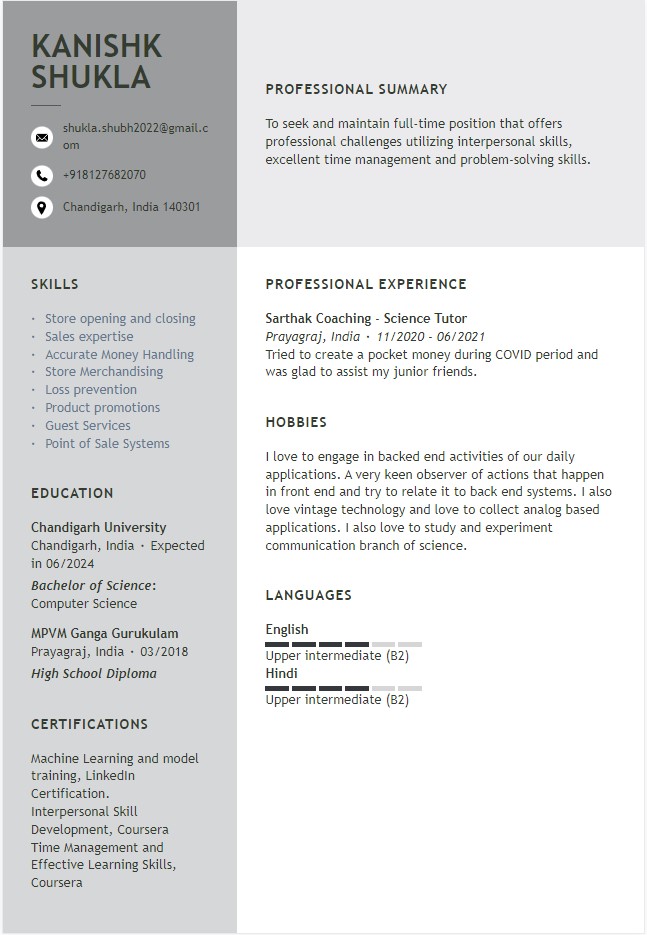 KANISHK
SHUKLA
shukla.shubh2022@gmail.c
om
+918127682070
Chandigarh, India 140301
PROFESSIONAL SUMMARY
To seek and maintain full-time position that offers
professional challenges utilizing interpersonal skills,
excellent time management and problem-solving skills.
SKILLS
· Store opening and closing
· Sales expertise
· Accurate Money Handling
· Store Merchandising
· Loss prevention
· Product promotions
· Guest Services
· Point of Sale Systems
EDUCATION
Chandigarh University
Chandigarh, India · Expected
in 06/2024
Bachelor of Science:
Computer Science
MPVM Ganga Gurukulam
Prayagraj, India · 03/2018
High School Diploma
CERTIFICATIONS
Machine Learning and model
training, LinkedIn
Certification.
Interpersonal Skill
Development, Coursera
Time Management and
Effective Learning Skills,
Coursera
PROFESSIONAL EXPERIENCE
Sarthak Coaching - Science Tutor
Prayagraj, India · 11/2020 - 06/2021
Tried to create a pocket money during COVID period and
was glad to assist my junior friends.
HOBBIES
I love to engage in backed end activities of our daily
applications. A very keen observer of actions that happen
in front end and try to relate it to back end systems. I also
love vintage technology and love to collect analog based
applications. I also love to study and experiment
communication branch of science.
LANGUAGES
English
Upper intermediate (B2)
Hindi
Upper intermediate (B2)